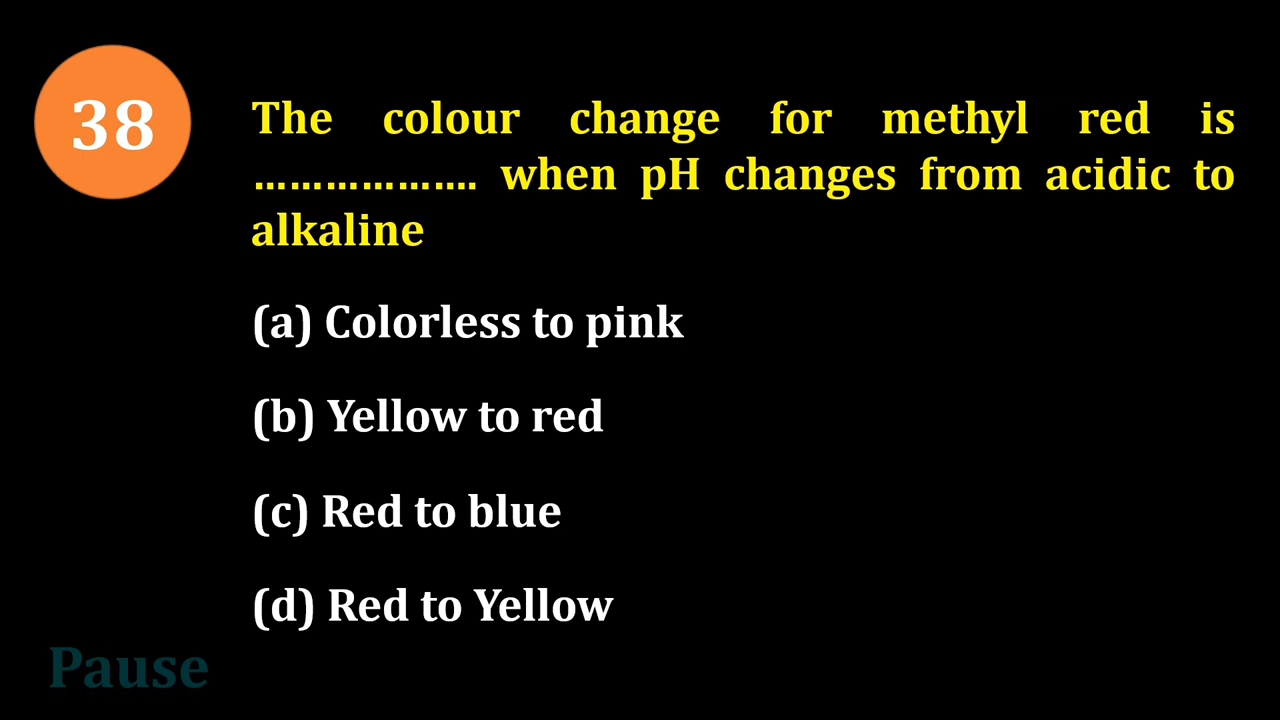 38
The colour change for methyl red is
………………. when pH changes from acidic to
alkaline
(a) Colorless to pink
(b) Yellow to red
(c) Red to blue
(d) Red to Yellow
Pause